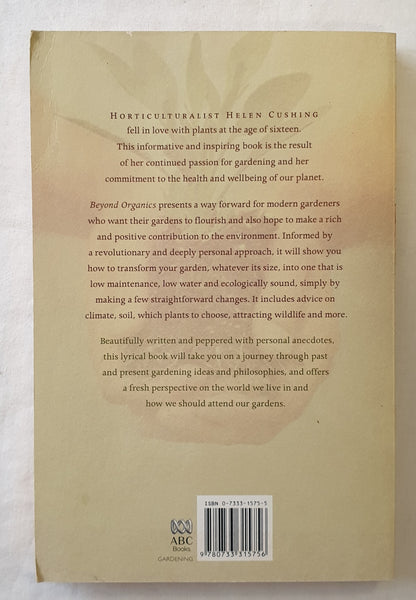 HORTICULTURALIST HELEN CUSHING
fell in love with plants at the age of sixteen.
This informative and inspiring book is the result
of her continued passion for gardening and her
commitment to the health and wellbeing of our planet.
Beyond Organics presents a way forward for modern gardeners
who want their gardens to flourish and also hope to make a rich
and positive contribution to the environment. Informed by
a revolutionary and deeply personal approach, it will show you
how to transform your garden, whatever its size, into one that is
low maintenance, low water and ecologically sound, simply by
making a few straightforward changes. It includes advice on
climate, soil, which plants to choose, attracting wildlife and more.
Beautifully written and peppered with personal anecdotes,
this lyrical book will take you on a journey through past
and present gardening ideas and philosophies, and offers
a fresh perspective on the world we live in and
how we should attend our gardens.
ISBN 0-7333-1575-5
ABC
Books
GARDENING
9 780733 315756